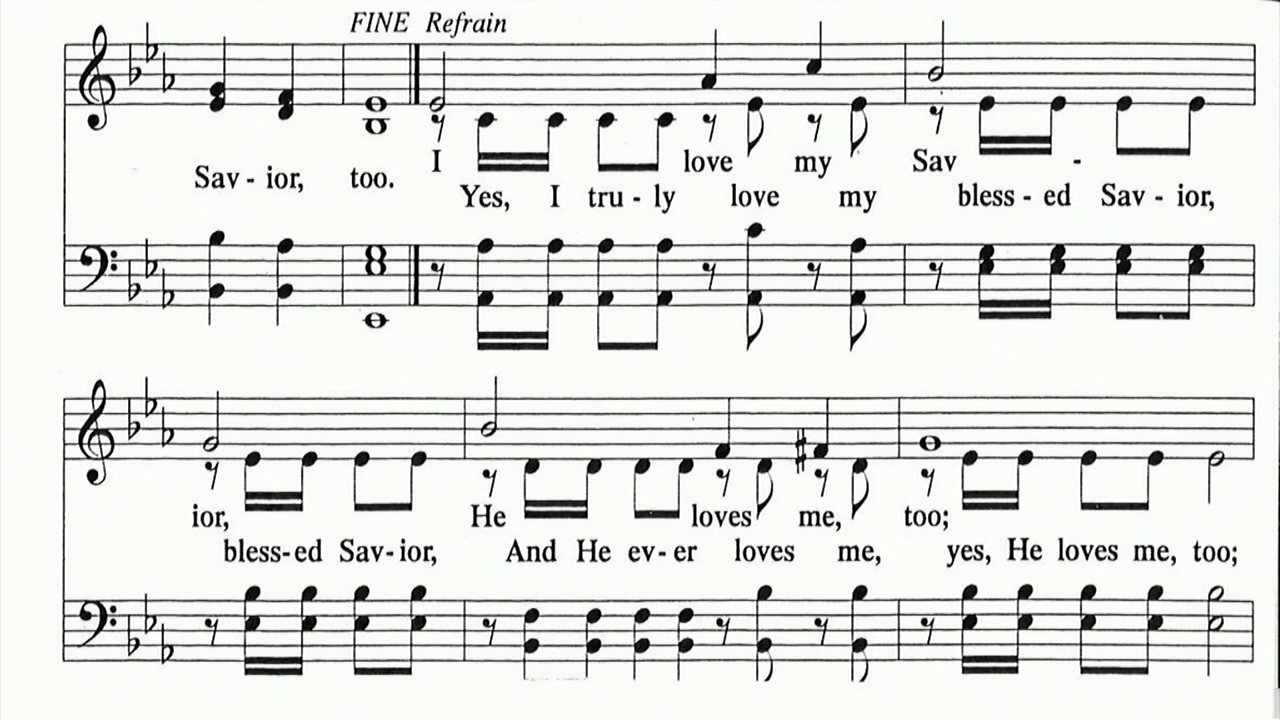 FINE Refrain
I love my Sav -
Sav - ior, too.
Yes, I tru - ly love my bless - ed Sav - ior,
ior, He loves me, too;
bless - ed Sav - ior, And He ev - er loves me, yes, He loves me, too;